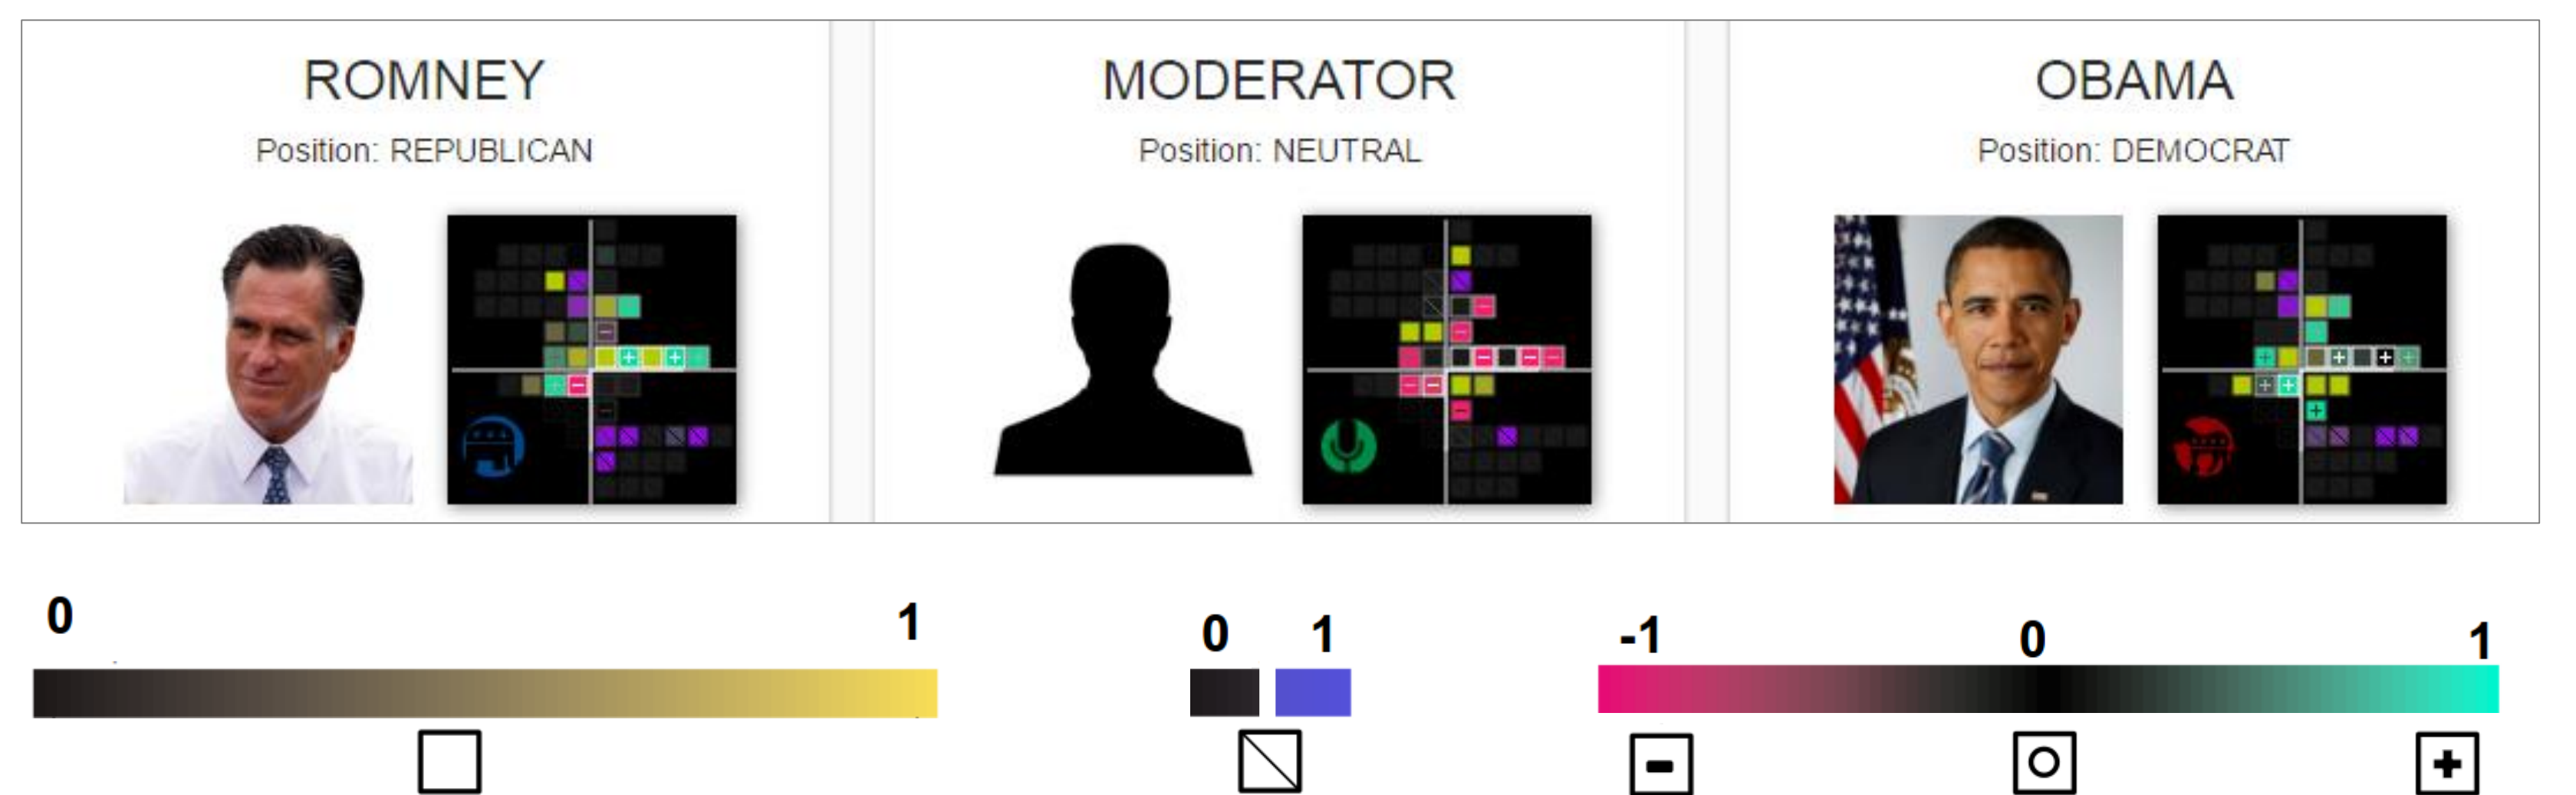 ROMNEY
Position: REPUBLICAN
MODERATOR
Position: NEUTRAL
OBAMA
Position: DEMOCRAT
0 1
0 1
-1 0 1